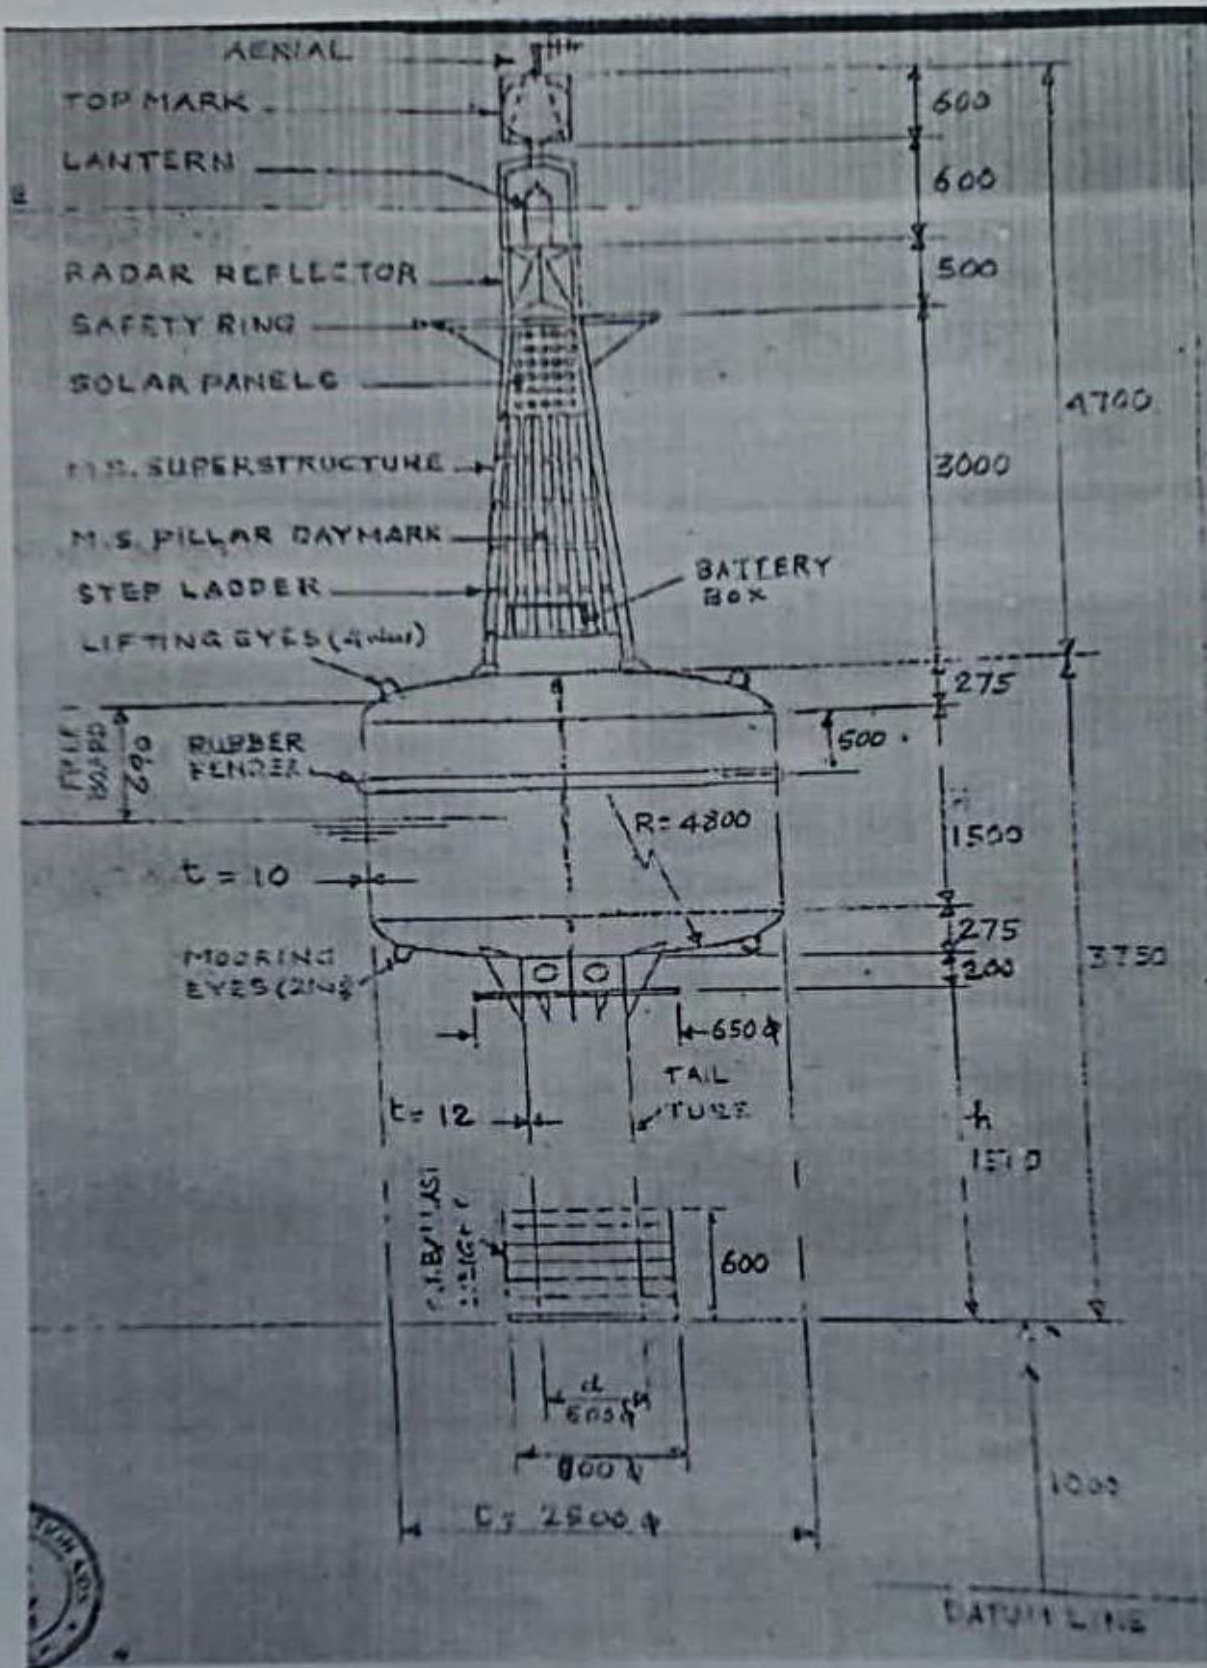 AERIAL
TOP MARK
LANTERN
RADAR REFLECTOR
SAFETY RING
SOLAR PANELS
M.S. SUPERSTRUCTURE
M.S. PILLAR DAYMARK
STEP LADDER
LIFTING EYES
BATTERY
BOX
FREE
BOARD
RUBBER
FENDER
t = 10
MOORING
EYES
R = 4800
t = 12
TAIL
TUBE
600
600
500
3000
4700
275
500
1500
275
200
3750
650 ϕ
h
600
d
900 ϕ
1000
DATUM LINE